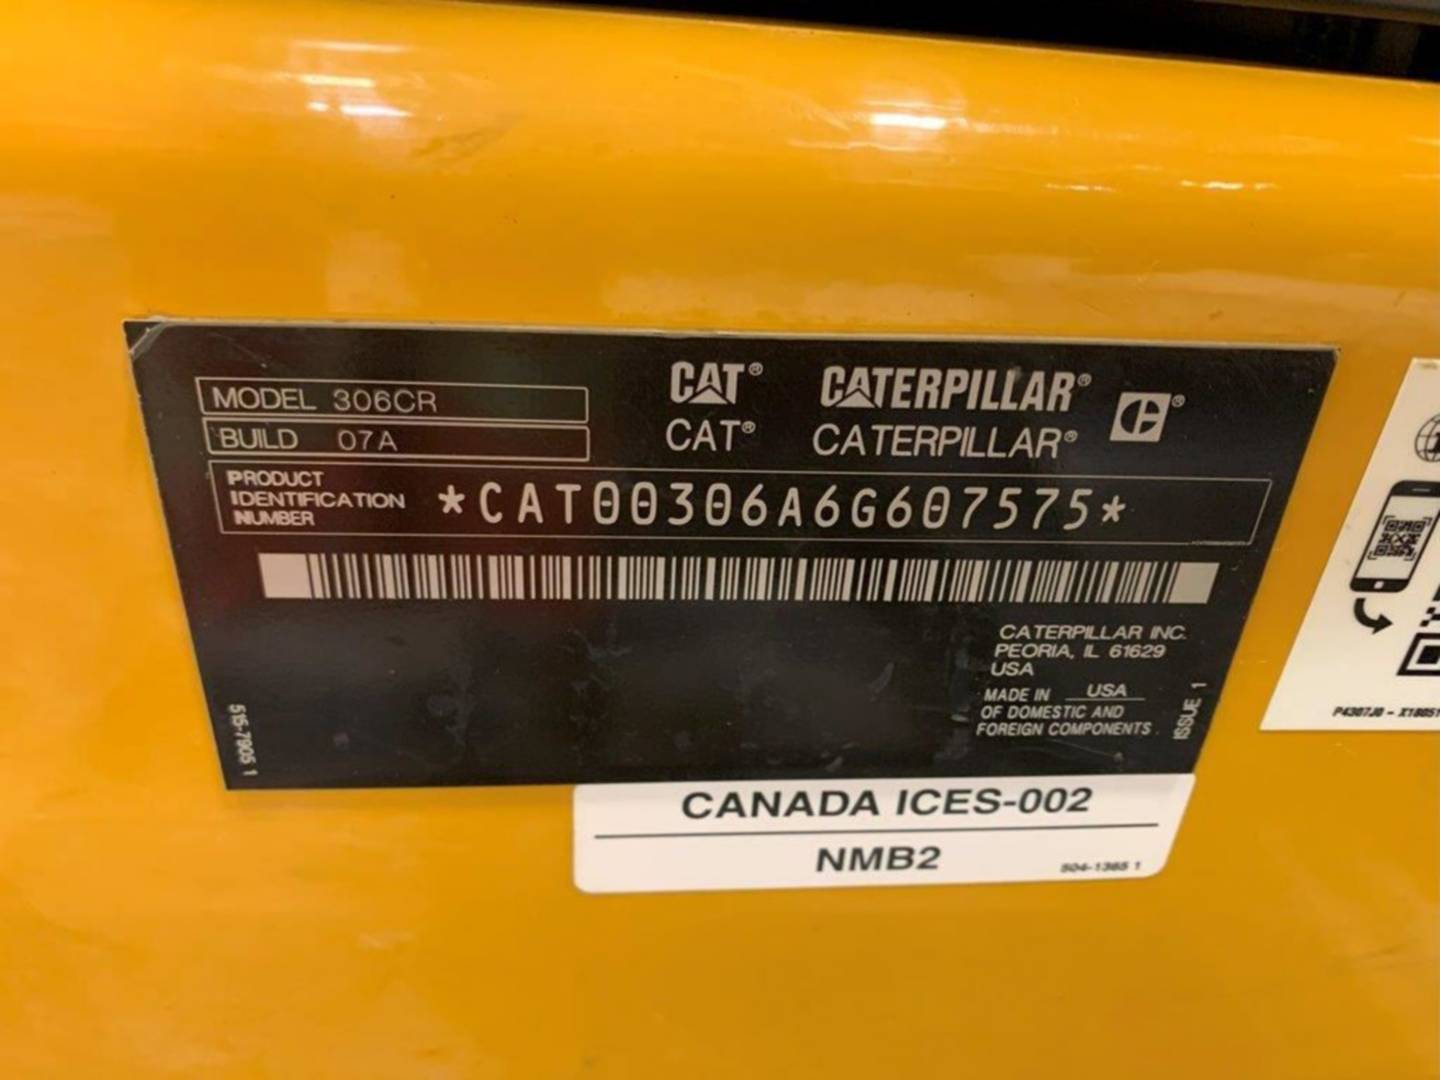 MODEL 306CR
BUILD 07A
CAT® CATERPILLAR®
CAT® CATERPILLAR®
PRODUCT
IDENTIFICATION
NUMBER
*CAT00306A6G607575*
CATERPILLAR INC.
PEORIA, IL 61629
USA
MADE IN USA
OF DOMESTIC AND
FOREIGN COMPONENTS
ISSUE 1
515-7905 1
CANADA ICES-002
NMB2
504-1365 1